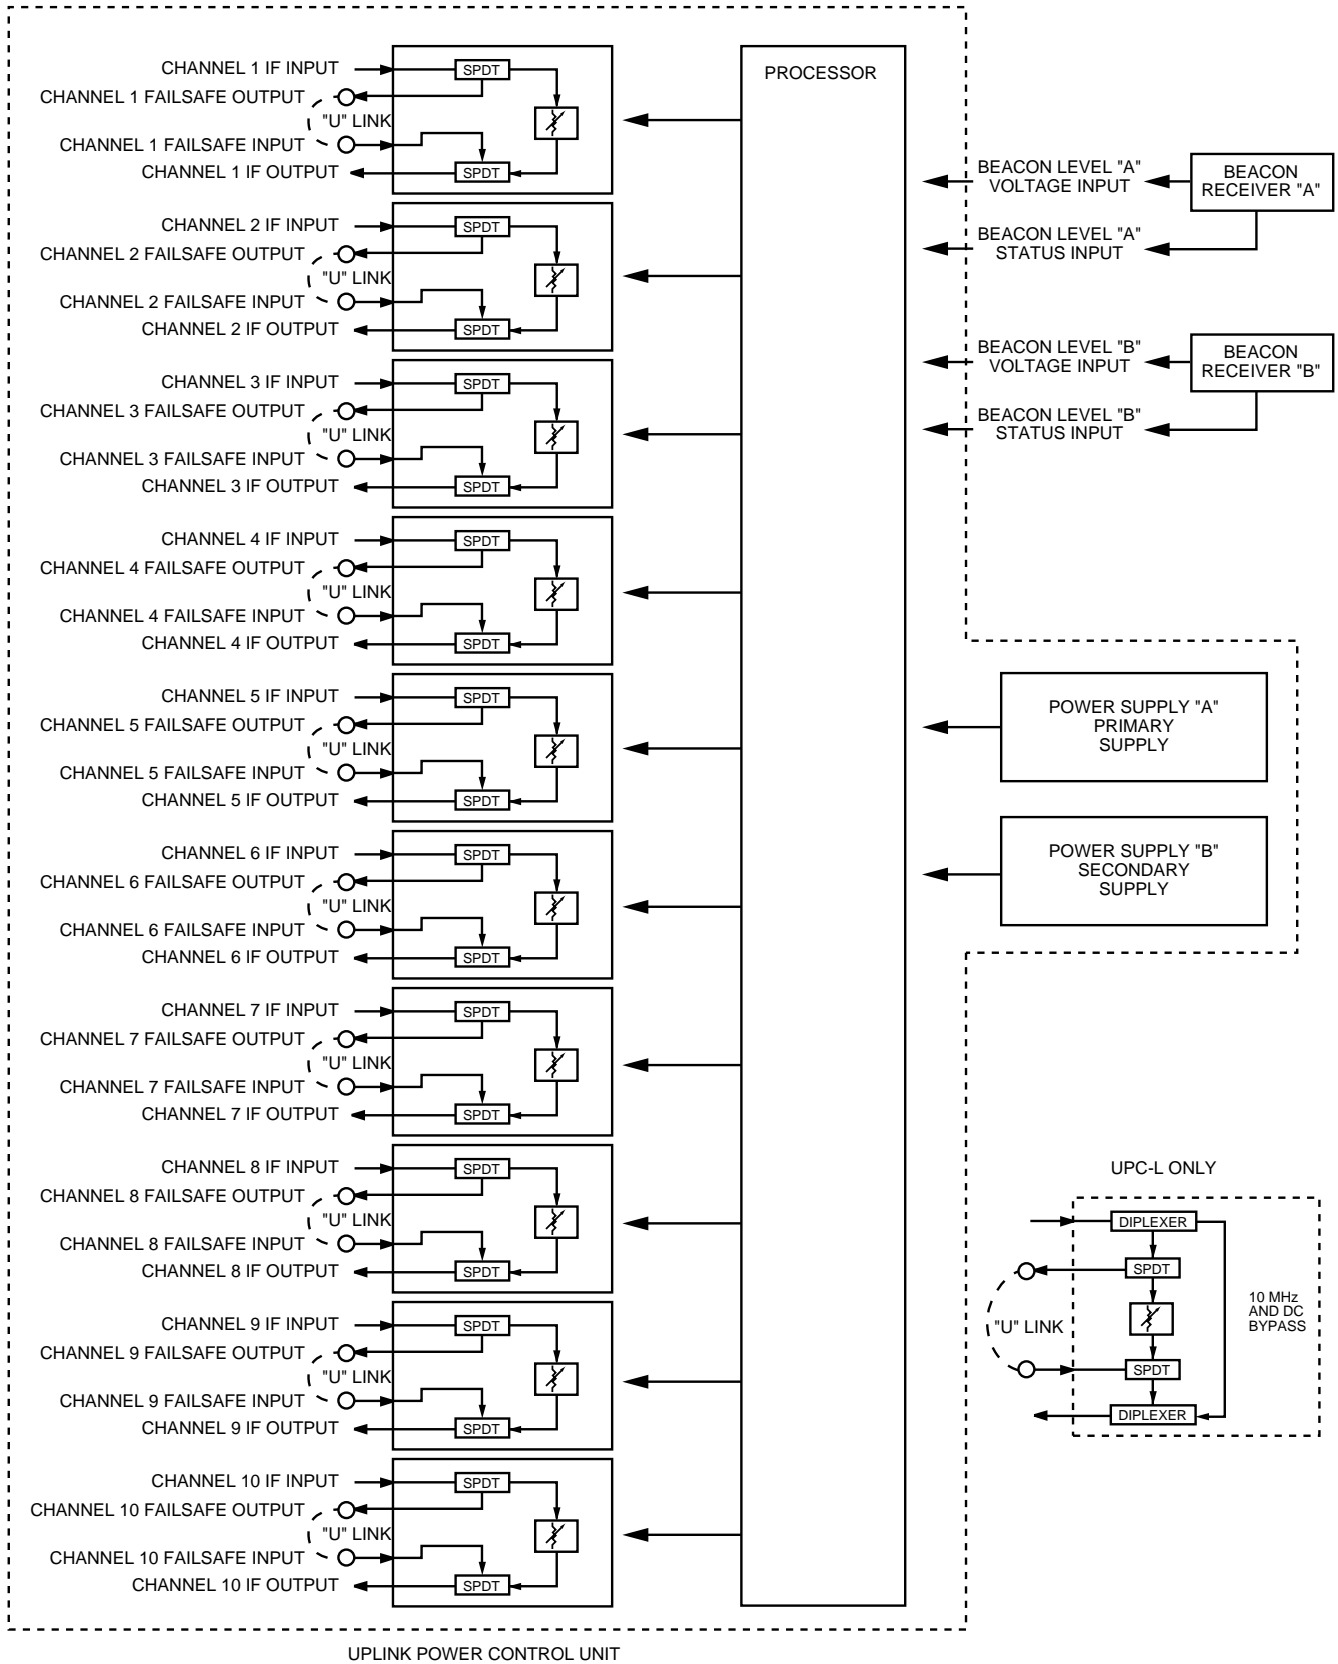 CHANNEL 1 IF INPUT
SPDT
CHANNEL 1 FAILSAFE OUTPUT
"U" LINK
CHANNEL 1 FAILSAFE INPUT
CHANNEL 1 IF OUTPUT
SPDT
CHANNEL 2 IF INPUT
SPDT
CHANNEL 2 FAILSAFE OUTPUT
"U" LINK
CHANNEL 2 FAILSAFE INPUT
CHANNEL 2 IF OUTPUT
SPDT
CHANNEL 3 IF INPUT
SPDT
CHANNEL 3 FAILSAFE OUTPUT
"U" LINK
CHANNEL 3 FAILSAFE INPUT
CHANNEL 3 IF OUTPUT
SPDT
CHANNEL 4 IF INPUT
SPDT
CHANNEL 4 FAILSAFE OUTPUT
"U" LINK
CHANNEL 4 FAILSAFE INPUT
CHANNEL 4 IF OUTPUT
SPDT
CHANNEL 5 IF INPUT
SPDT
CHANNEL 5 FAILSAFE OUTPUT
"U" LINK
CHANNEL 5 FAILSAFE INPUT
CHANNEL 5 IF OUTPUT
SPDT
CHANNEL 6 IF INPUT
SPDT
CHANNEL 6 FAILSAFE OUTPUT
"U" LINK
CHANNEL 6 FAILSAFE INPUT
CHANNEL 6 IF OUTPUT
SPDT
CHANNEL 7 IF INPUT
SPDT
CHANNEL 7 FAILSAFE OUTPUT
"U" LINK
CHANNEL 7 FAILSAFE INPUT
CHANNEL 7 IF OUTPUT
SPDT
CHANNEL 8 IF INPUT
SPDT
CHANNEL 8 FAILSAFE OUTPUT
"U" LINK
CHANNEL 8 FAILSAFE INPUT
CHANNEL 8 IF OUTPUT
SPDT
CHANNEL 9 IF INPUT
SPDT
CHANNEL 9 FAILSAFE OUTPUT
"U" LINK
CHANNEL 9 FAILSAFE INPUT
CHANNEL 9 IF OUTPUT
SPDT
CHANNEL 10 IF INPUT
SPDT
CHANNEL 10 FAILSAFE OUTPUT
"U" LINK
CHANNEL 10 FAILSAFE INPUT
CHANNEL 10 IF OUTPUT
SPDT
PROCESSOR
BEACON LEVEL "A"
VOLTAGE INPUT
BEACON
RECEIVER "A"
BEACON LEVEL "A"
STATUS INPUT
BEACON LEVEL "B"
VOLTAGE INPUT
BEACON
RECEIVER "B"
BEACON LEVEL "B"
STATUS INPUT
POWER SUPPLY "A"
PRIMARY
SUPPLY
POWER SUPPLY "B"
SECONDARY
SUPPLY
UPC-L ONLY
DIPLEXER
SPDT
"U" LINK
10 MHz
AND DC
BYPASS
SPDT
DIPLEXER
UPLINK POWER CONTROL UNIT